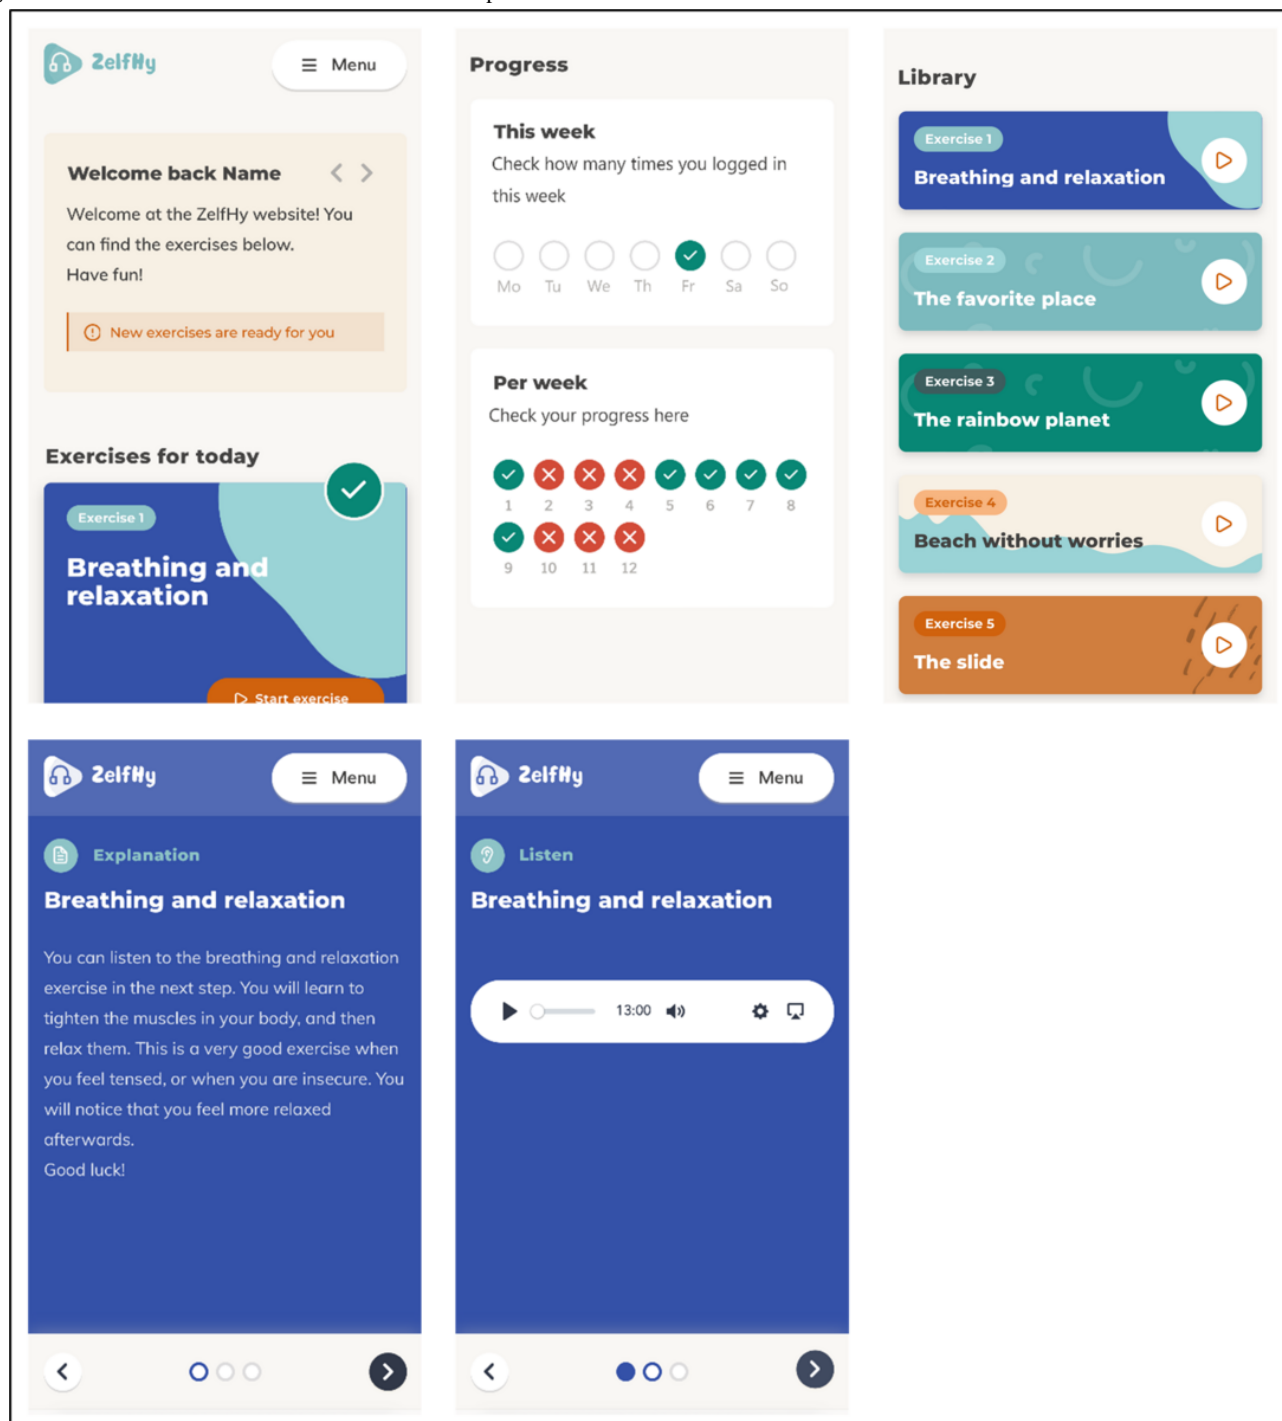 ZelfHy
Menu
Welcome back Name
Welcome at the ZelfHy website! You
can find the exercises below.
Have fun!
New exercises are ready for you
Exercises for today
Exercise 1
Breathing and
relaxation
Start exercise
Progress
This week
Check how many times you logged in
this week
Mo Tu We Th Fr Sa So
Per week
Check your progress here
1 2 3 4 5 6 7 8
9 10 11 12
Library
Exercise 1
Breathing and relaxation
Exercise 2
The favorite place
Exercise 3
The rainbow planet
Exercise 4
Beach without worries
Exercise 5
The slide
ZelfHy
Menu
Explanation
Breathing and relaxation
You can listen to the breathing and relaxation
exercise in the next step. You will learn to
tighten the muscles in your body, and then
relax them. This is a very good exercise when
you feel tensed, or when you are insecure. You
will notice that you feel more relaxed
afterwards.
Good luck!
ZelfHy
Menu
Listen
Breathing and relaxation
13:00